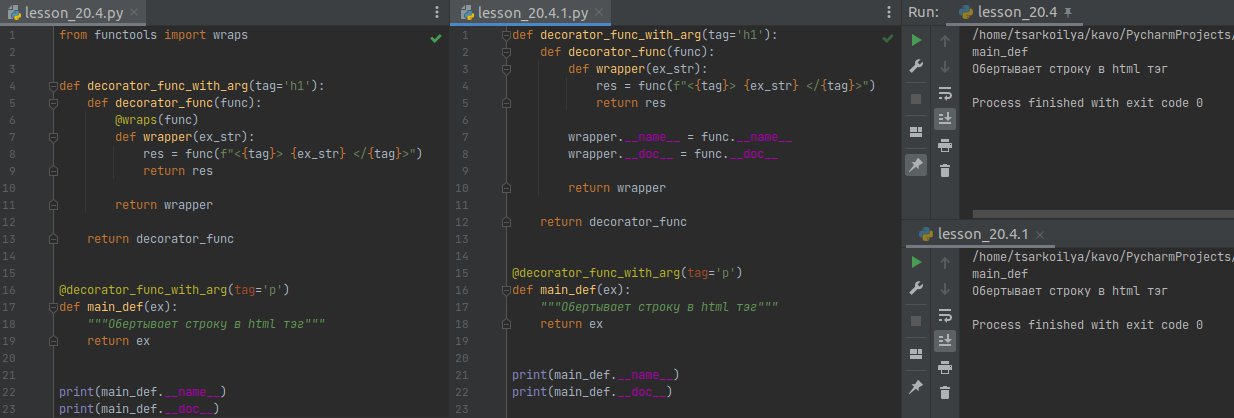 lesson_20.4.py
1 from functools import wraps
2
3
4 def decorator_func_with_arg(tag='h1'):
5     def decorator_func(func):
6         @wraps(func)
7         def wrapper(ex_str):
8             res = func(f"<{tag}> {ex_str} </{tag}>")
9             return res
10
11         return wrapper
12
13     return decorator_func
14
15
16 @decorator_func_with_arg(tag='p')
17 def main_def(ex):
18     """Обертывает строку в html тэг"""
19     return ex
20
21
22 print(main_def.__name__)
23 print(main_def.__doc__)
lesson_20.4.1.py
1 def decorator_func_with_arg(tag='h1'):
2     def decorator_func(func):
3         def wrapper(ex_str):
4             res = func(f"<{tag}> {ex_str} </{tag}>")
5             return res
6
7         wrapper.__name__ = func.__name__
8         wrapper.__doc__ = func.__doc__
9
10         return wrapper
11
12     return decorator_func
13
14
15 @decorator_func_with_arg(tag='p')
16 def main_def(ex):
17     """Обертывает строку в html тэг"""
18     return ex
19
20
21 print(main_def.__name__)
22 print(main_def.__doc__)
23
Run: lesson_20.4
/home/tsarkoilya/kavo/PycharmProjects/
main_def
Обертывает строку в html тэг
Process finished with exit code 0
lesson_20.4.1
/home/tsarkoilya/kavo/PycharmProjects/
main_def
Обертывает строку в html тэг
Process finished with exit code 0